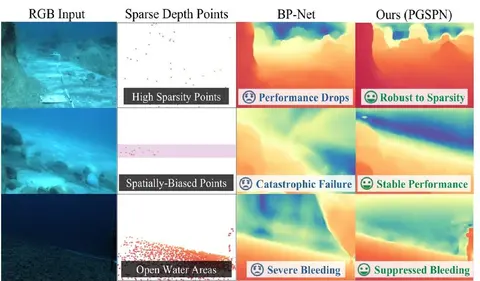 RGB Input
Sparse Depth Points
BP-Net
Ours (PGSPN)
High Sparsity Points
Performance Drops
Robust to Sparsity
Spatially-Biased Points
Catastrophic Failure
Stable Performance
Open Water Areas
Severe Bleeding
Suppressed Bleeding